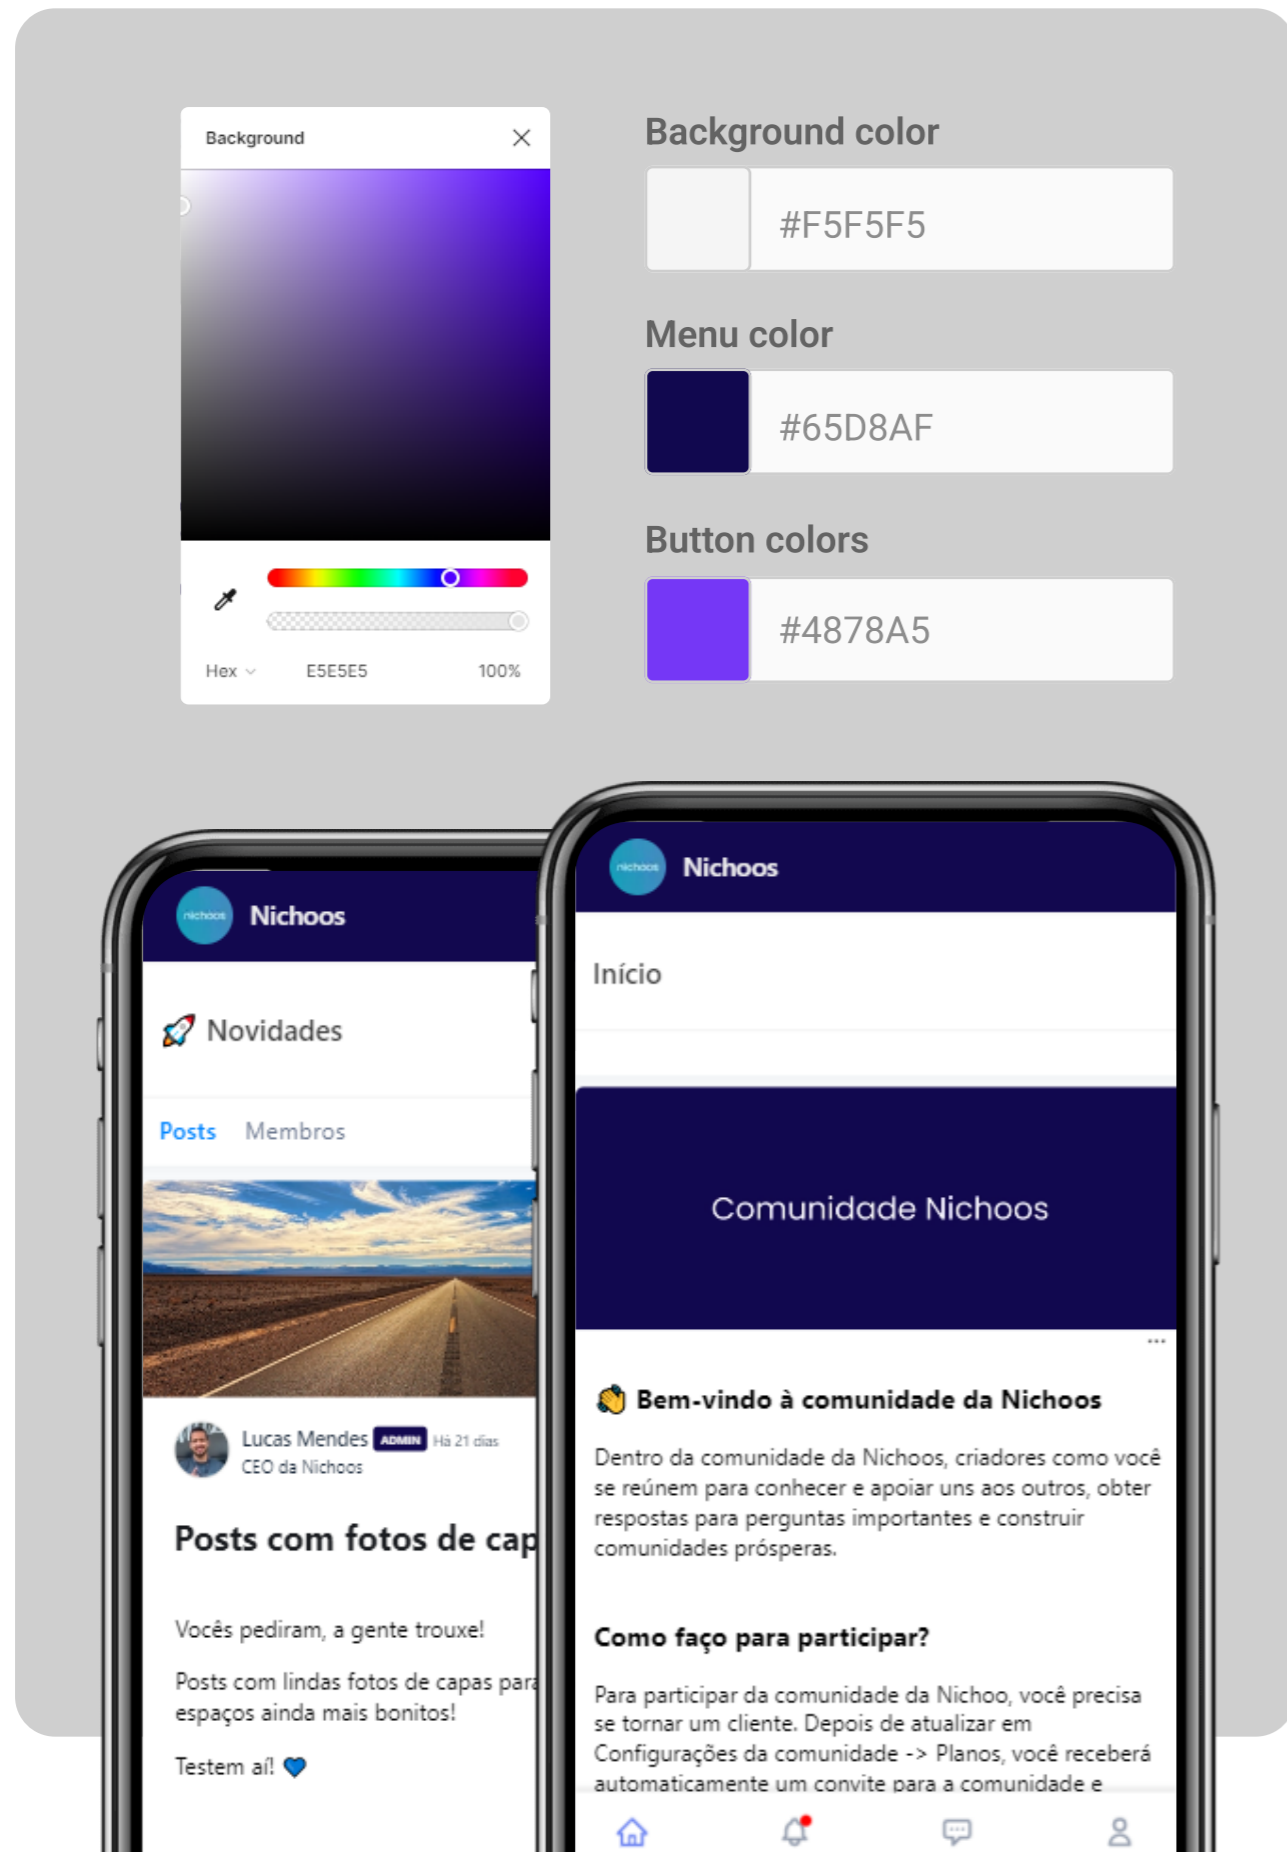 Background
Hex
E5E5E5
100%
Background color
#F5F5F5
Menu color
#65D8AF
Button colors
#4878A5
nichoos
Nichoos
Novidades
Posts Membros
Lucas Mendes ADMIN Há 21 dias
CEO da Nichoos
Posts com fotos de cap
Vocês pediram, a gente trouxe!
Posts com lindas fotos de capas para
espaços ainda mais bonitos!
Testem aí!
nichoos
Nichoos
Início
Comunidade Nichoos
Bem-vindo à comunidade da Nichoos
Dentro da comunidade da Nichoos, criadores como você
se reúnem para conhecer e apoiar uns aos outros, obter
respostas para perguntas importantes e construir
comunidades prósperas.
Como faço para participar?
Para participar da comunidade da Nichoo, você precisa
se tornar um cliente. Depois de atualizar em
Configurações da comunidade -> Planos, você receberá
automaticamente um convite para a comunidade e